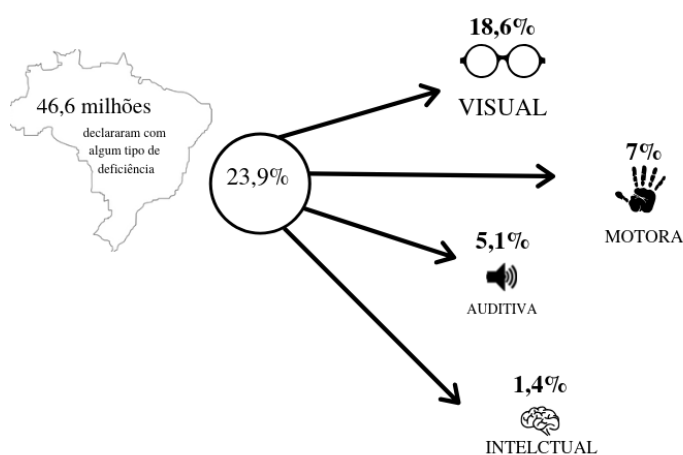 46,6 milhões
declararam com
algum tipo de
deficiência
23,9%
18,6%
VISUAL
7%
MOTORA
5,1%
AUDITIVA
1,4%
INTELCTUAL